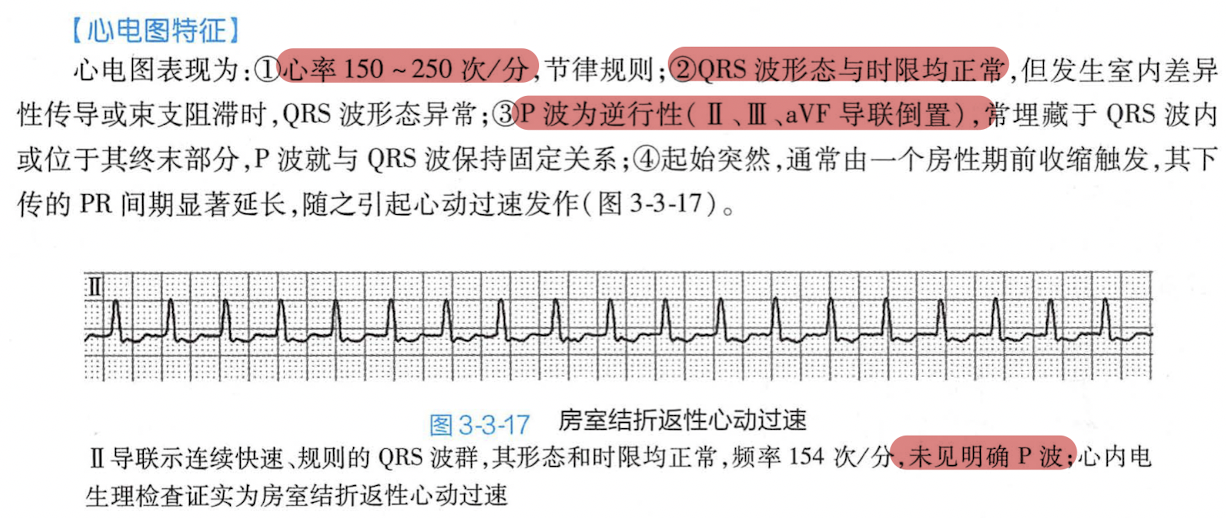 【心电图特征】
心电图表现为:①心率 150 ~ 250 次/分,节律规则;②QRS 波形态与时限均正常,但发生室内差异
性传导或束支阻滞时,QRS 波形态异常;③P 波为逆行性(Ⅱ、Ⅲ、aVF 导联倒置),常埋藏于 QRS 波内
或位于其终末部分,P 波就与 QRS 波保持固定关系;④起始突然,通常由一个房性期前收缩触发,其下
传的 PR 间期显著延长,随之引起心动过速发作(图 3-3-17)。
Ⅱ
图 3-3-17 房室结折返性心动过速
Ⅱ导联示连续快速、规则的 QRS 波群,其形态和时限均正常,频率 154 次/分,未见明确 P 波;心内电
生理检查证实为房室结折返性心动过速